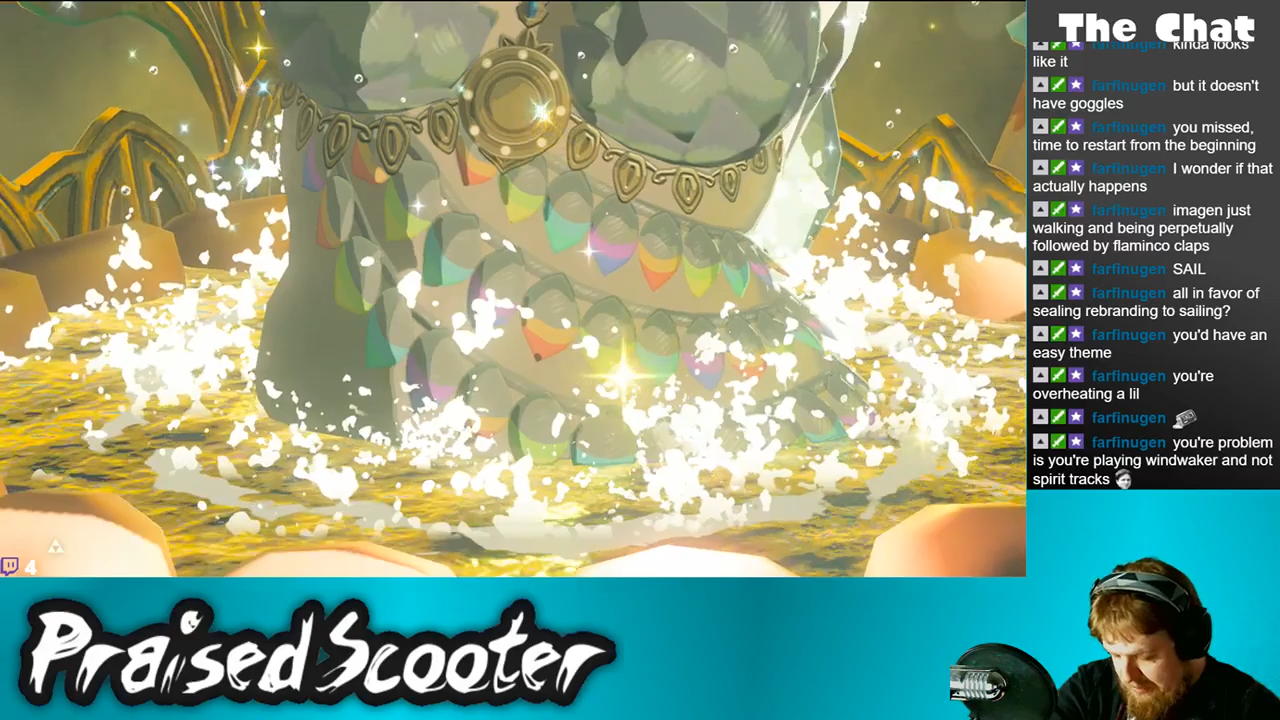 The Chat
farfinugen kinda looks
like it
farfinugen but it doesn't
have goggles
farfinugen you missed,
time to restart from the beginning
farfinugen I wonder if that
actually happens
farfinugen imagen just
walking and being perpetually
followed by flaminco claps
farfinugen SAIL
farfinugen all in favor of
sealing rebranding to sailing?
farfinugen you'd have an
easy theme
farfinugen you're
overheating a lil
farfinugen
farfinugen you're problem
is you're playing windwaker and not
spirit tracks
4
PraisedScooter